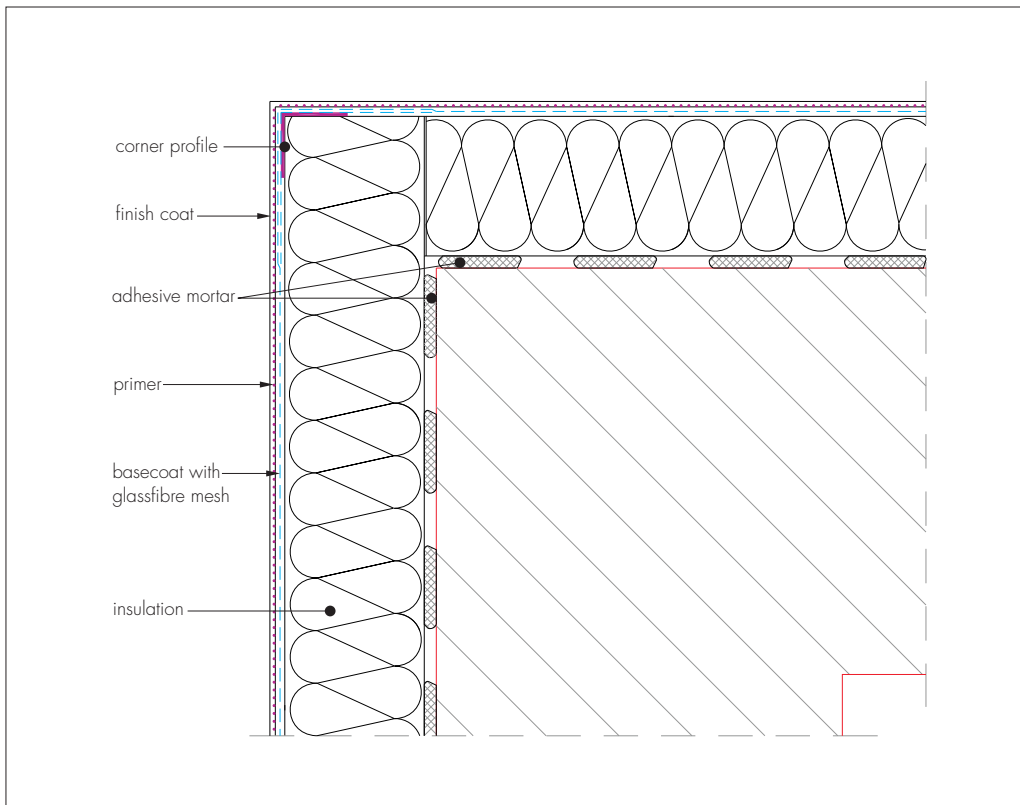 corner profile
finish coat
adhesive mortar
primer
basecoat with
glassfibre mesh
insulation